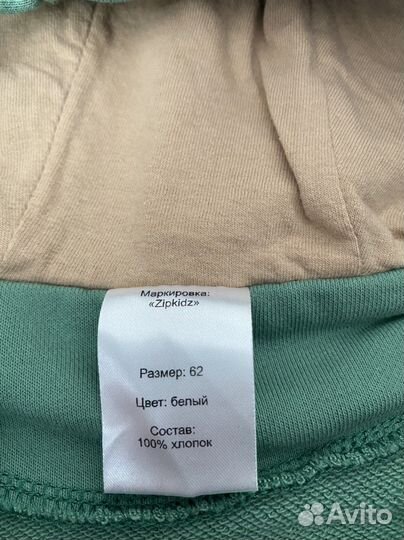 Маркировка:
«Zipkidz»
Размер: 62
Цвет: белый
Состав:
100% хлопок
Avito